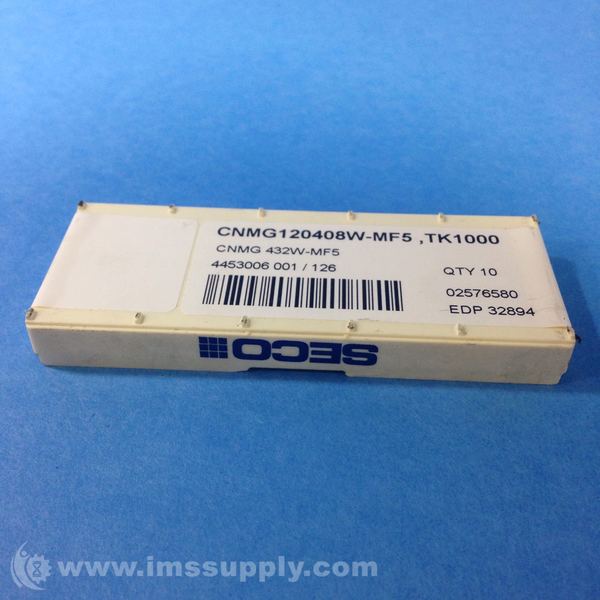 CNMG120408W-MF5 ,TK1000
CNMG 432W-MF5
4453006 001 / 126
QTY 10
02576580
EDP 32894
SECO
© www.imssupply.com